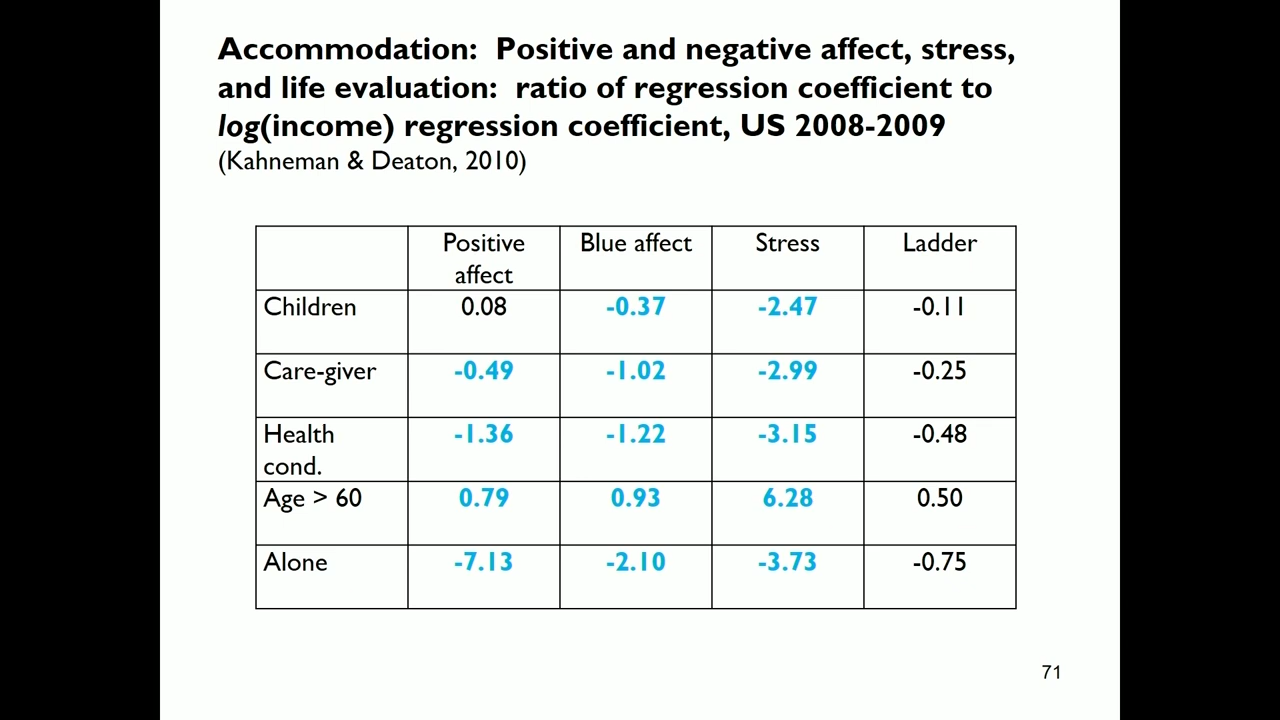 Accommodation: Positive and negative affect, stress,
and life evaluation: ratio of regression coefficient to
log(income) regression coefficient, US 2008-2009
(Kahneman & Deaton, 2010)
Positive affect Blue affect Stress Ladder
Children 0.08 -0.37 -2.47 -0.11
Care-giver -0.49 -1.02 -2.99 -0.25
Health cond. -1.36 -1.22 -3.15 -0.48
Age > 60 0.79 0.93 6.28 0.50
Alone -7.13 -2.10 -3.73 -0.75
71